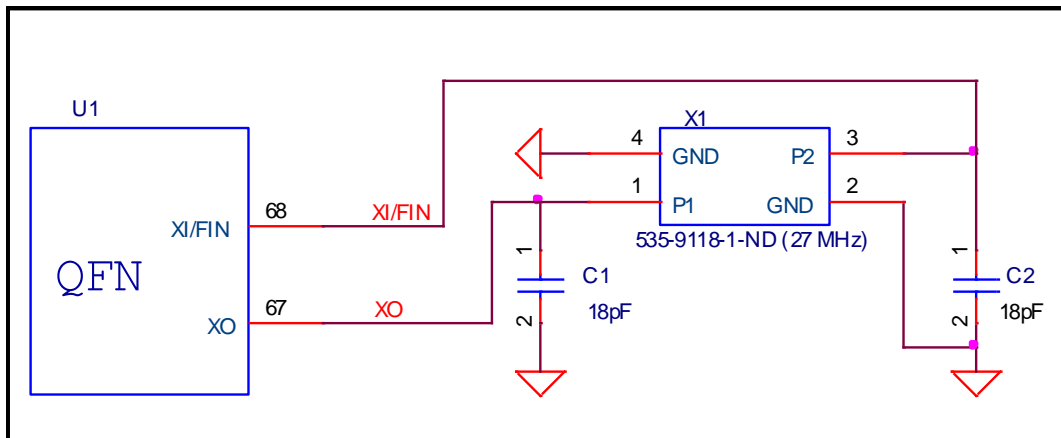 U1
X1
4
GND
P2
3
1
P1
GND
2
XI/FIN
68
XI/FIN
535-9118-1-ND (27 MHz)
QFN
1
C1
18pF
2
1
C2
18pF
2
XO
67
XO